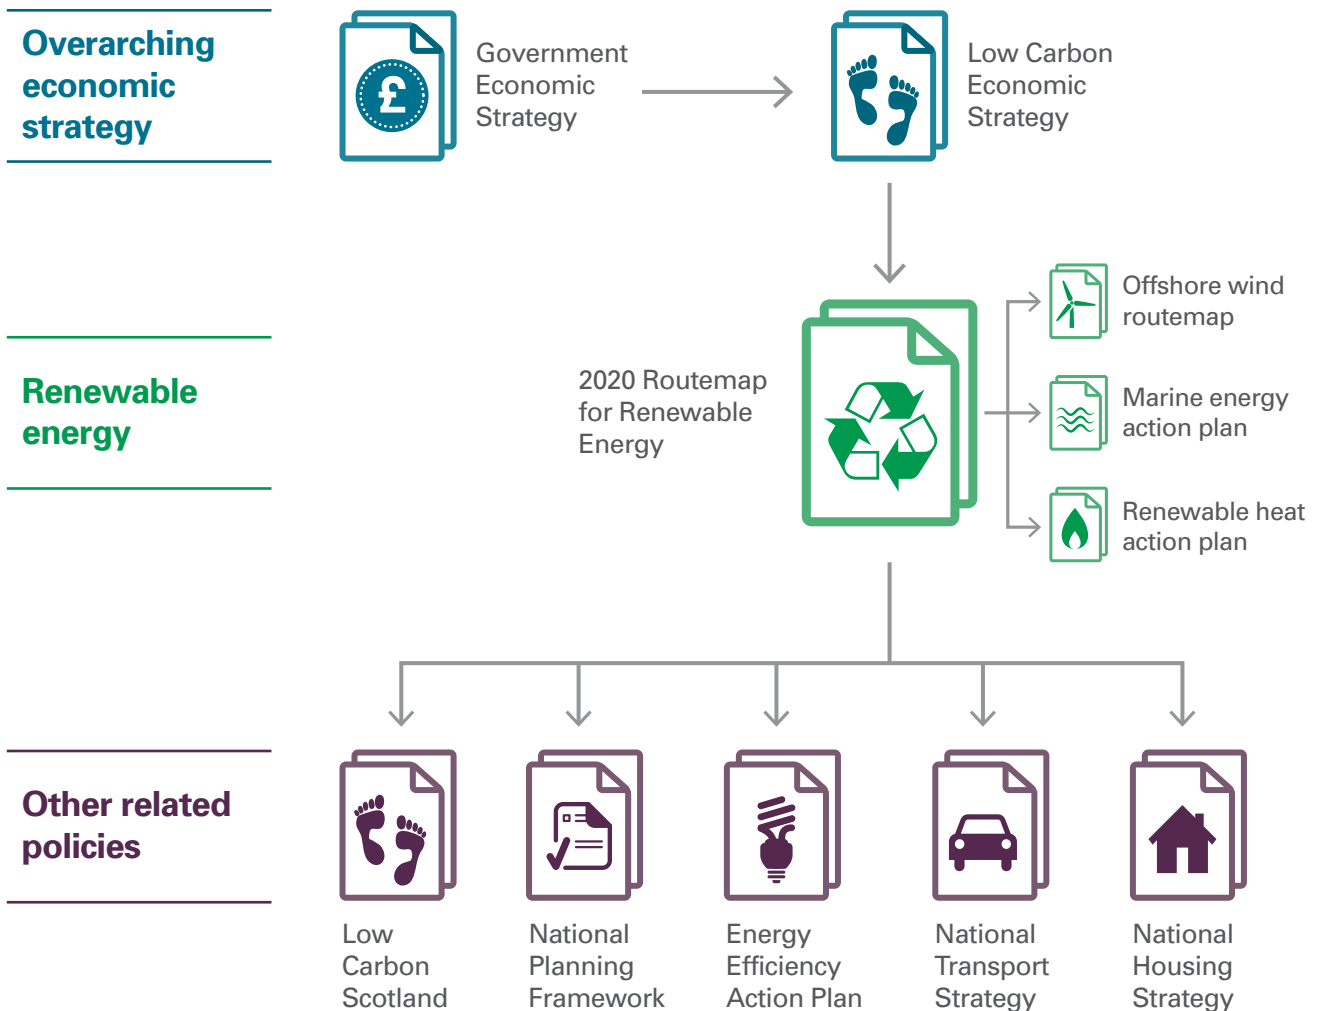 Overarching
economic
strategy
£
Government
Economic
Strategy
Low Carbon
Economic
Strategy
Renewable
energy
2020 Routemap
for Renewable
Energy
Offshore wind
routemap
Marine energy
action plan
Renewable heat
action plan
Other related
policies
Low
Carbon
Scotland
National
Planning
Framework
Energy
Efficiency
Action Plan
National
Transport
Strategy
National
Housing
Strategy